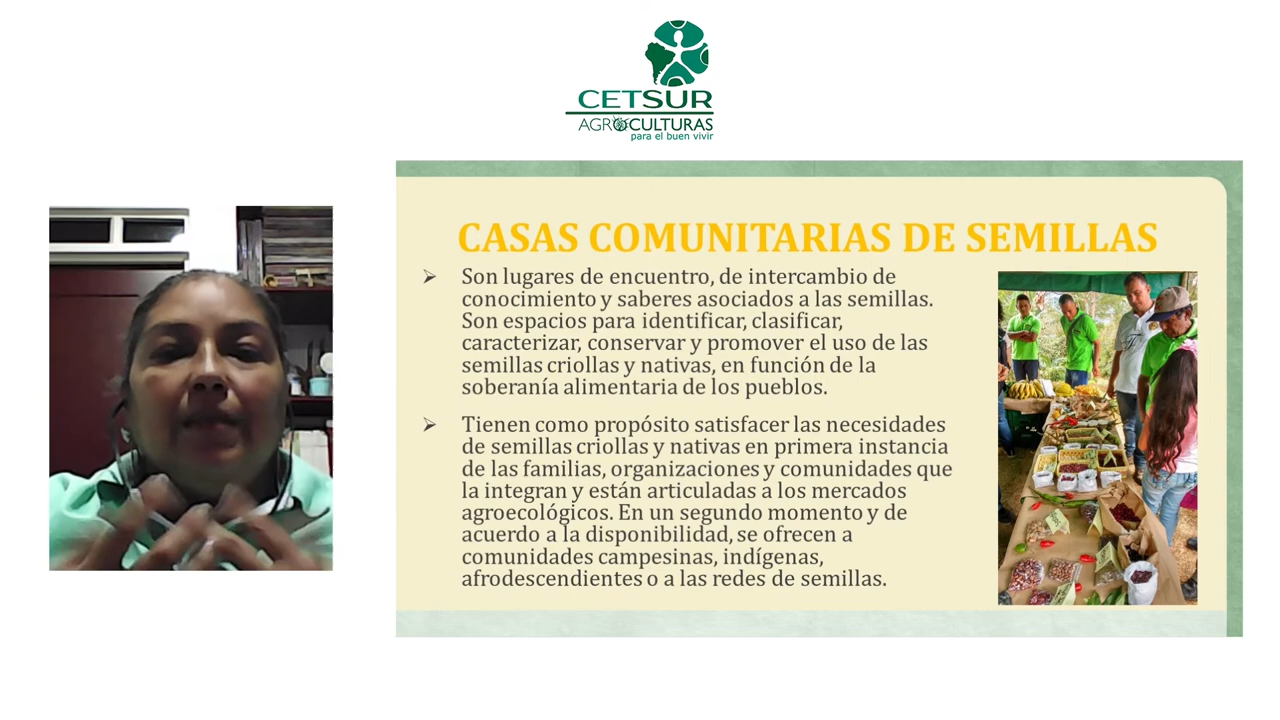 CETSUR
AGROCULTURAS
para el buen vivir
CASAS COMUNITARIAS DE SEMILLAS
➢ Son lugares de encuentro, de intercambio de
conocimiento y saberes asociados a las semillas.
Son espacios para identificar, clasificar,
caracterizar, conservar y promover el uso de las
semillas criollas y nativas, en función de la
soberanía alimentaria de los pueblos.
➢ Tienen como propósito satisfacer las necesidades
de semillas criollas y nativas en primera instancia
de las familias, organizaciones y comunidades que
la integran y están articuladas a los mercados
agroecológicos. En un segundo momento y de
acuerdo a la disponibilidad, se ofrecen a
comunidades campesinas, indígenas,
afrodescendientes o a las redes de semillas.